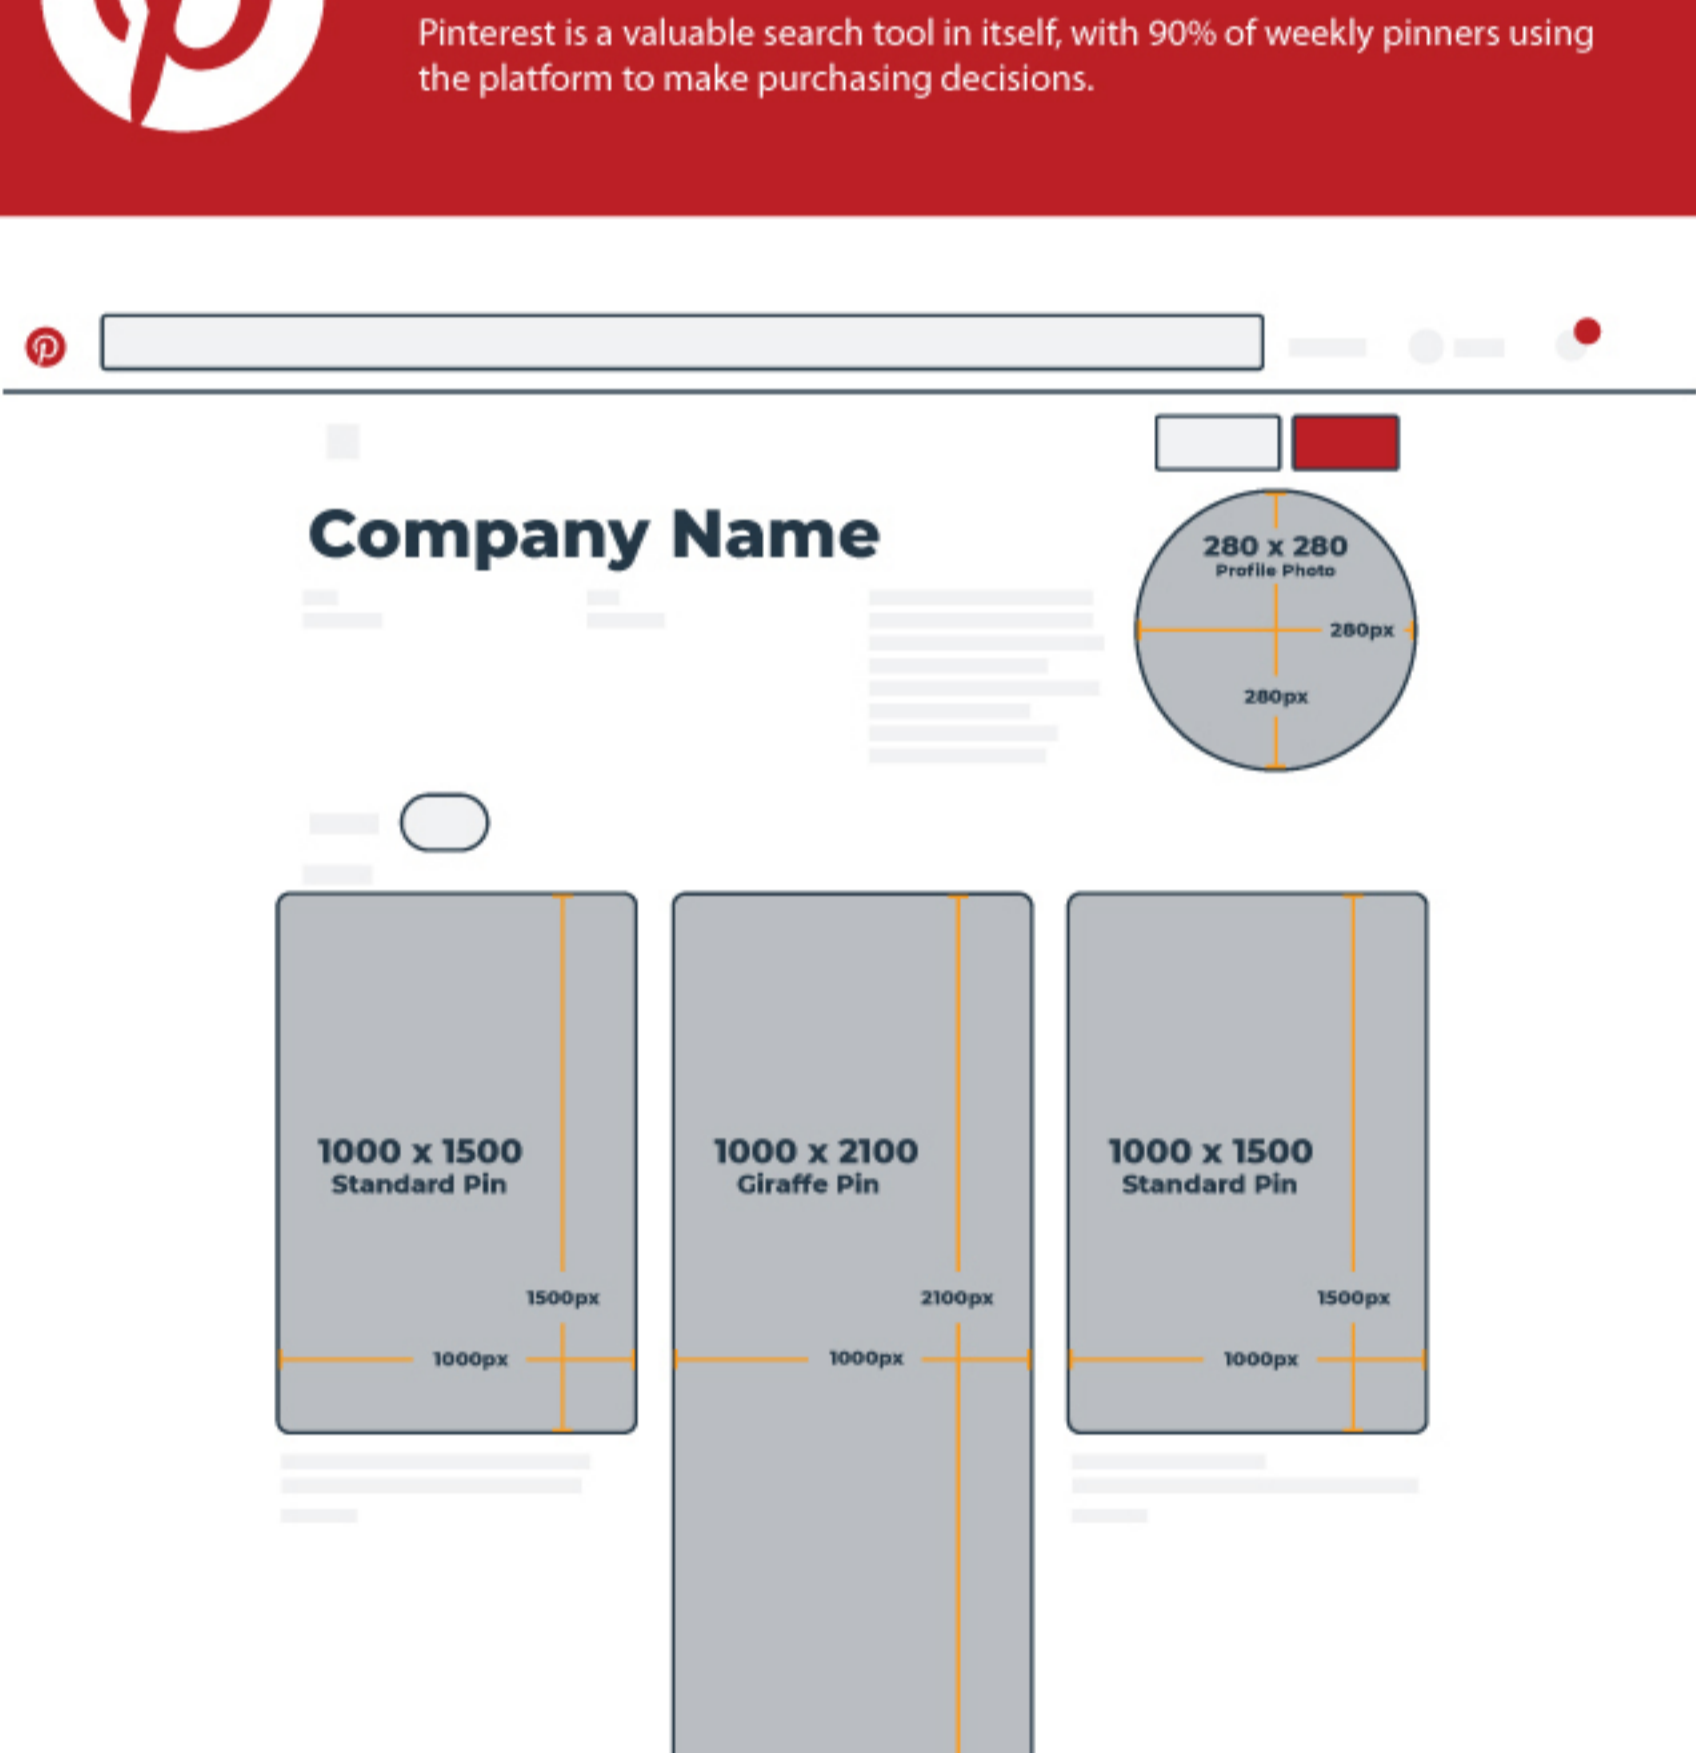 Pinterest is a valuable search tool in itself, with 90% of weekly pinners using
the platform to make purchasing decisions.
Company Name
280 x 280
Profile Photo
280px
280px
1000 x 1500
Standard Pin
1500px
1000px
1000 x 2100
Giraffe Pin
2100px
1000px
1000 x 1500
Standard Pin
1500px
1000px